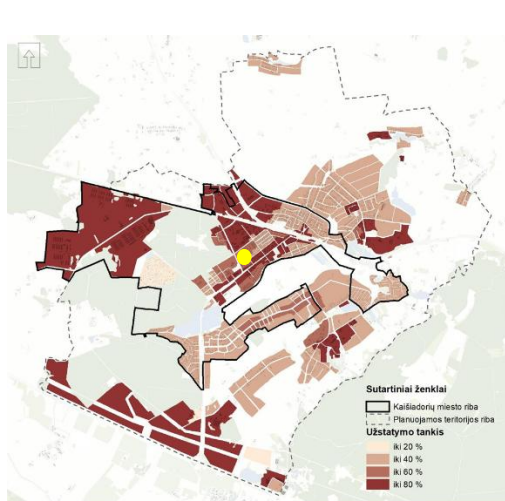 Sutartiniai ženklai
Kaišiadorių miesto riba
Planuojamos teritorijos riba
Užstatymo tankis
iki 20 %
iki 40 %
iki 60 %
iki 80 %